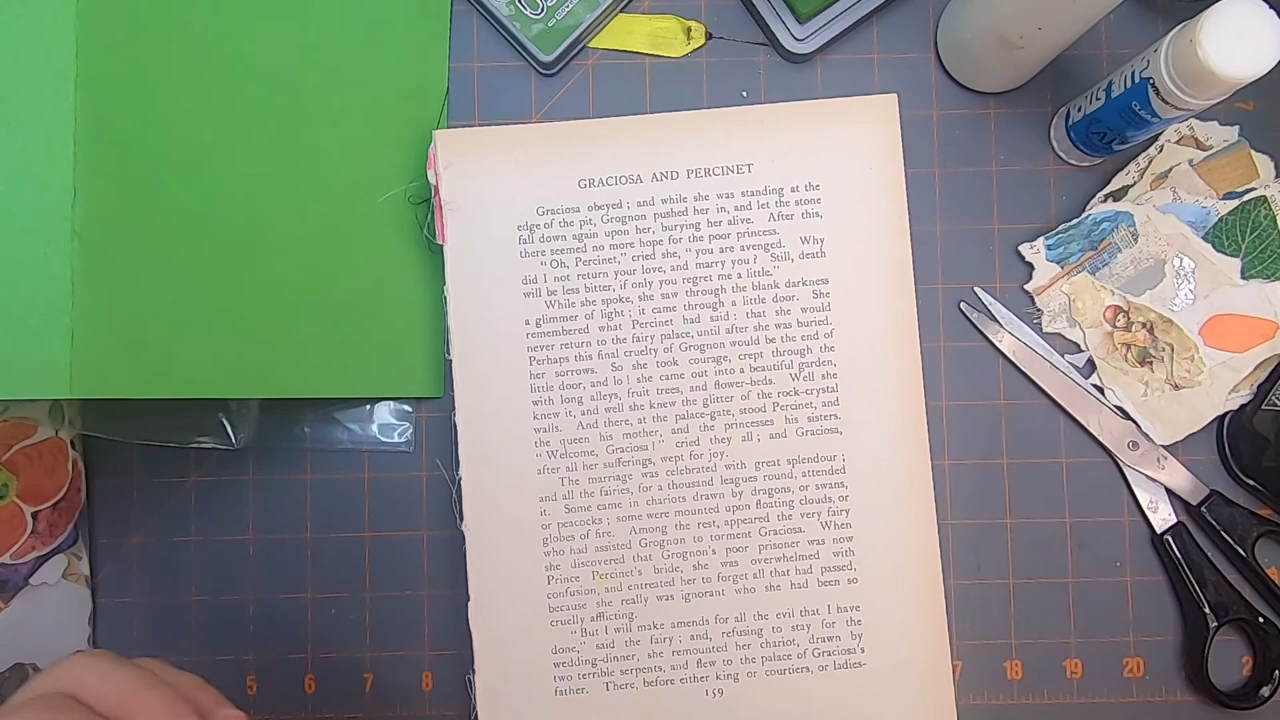 GRACIOSA AND PERCINET
Graciosa obeyed ; and while she was standing at the
edge of the pit, Grognon pushed her in, and let the stone
fall down again upon her, burying her alive. After this,
there seemed no more hope for the poor princess.
" Oh, Percinet," cried she, " you are avenged. Why
did I not return your love, and marry you ? Still, death
will be less bitter, if only you regret me a little."
While she spoke, she saw through the blank darkness
a glimmer of light ; it came through a little door. She
remembered what Percinet had said : that she would
never return to the fairy palace, until after she was buried.
Perhaps this final cruelty of Grognon would be the end of
her sorrows. So she took courage, crept through the
little door, and lo ! she came out into a beautiful garden,
with long alleys, fruit trees, and flower-beds. Well she
knew it, and well she knew the glitter of the rock-crystal
walls. And there, at the palace-gate, stood Percinet, and
the queen his mother, and the princesses his sisters.
" Welcome, Graciosa ! " cried they all ; and Graciosa,
after all her sufferings, wept for joy.
The marriage was celebrated with great splendour ;
and all the fairies, for a thousand leagues round, attended
it. Some came in chariots drawn by dragons, or swans,
or peacocks ; some were mounted upon floating clouds, or
globes of fire. Among the rest, appeared the very fairy
who had assisted Grognon to torment Graciosa. When
she discovered that Grognon's poor prisoner was now
Prince Percinet's bride, she was overwhelmed with
confusion, and entreated her to forget all that had passed,
because she really was ignorant who she had been so
cruelly afflicting.
" But I will make amends for all the evil that I have
done," said the fairy ; and, refusing to stay for the
wedding-dinner, she remounted her chariot, drawn by
two terrible serpents, and flew to the palace of Graciosa's
father. There, before either king or courtiers, or ladies-
159
5 6 7 8 17 18 19 20